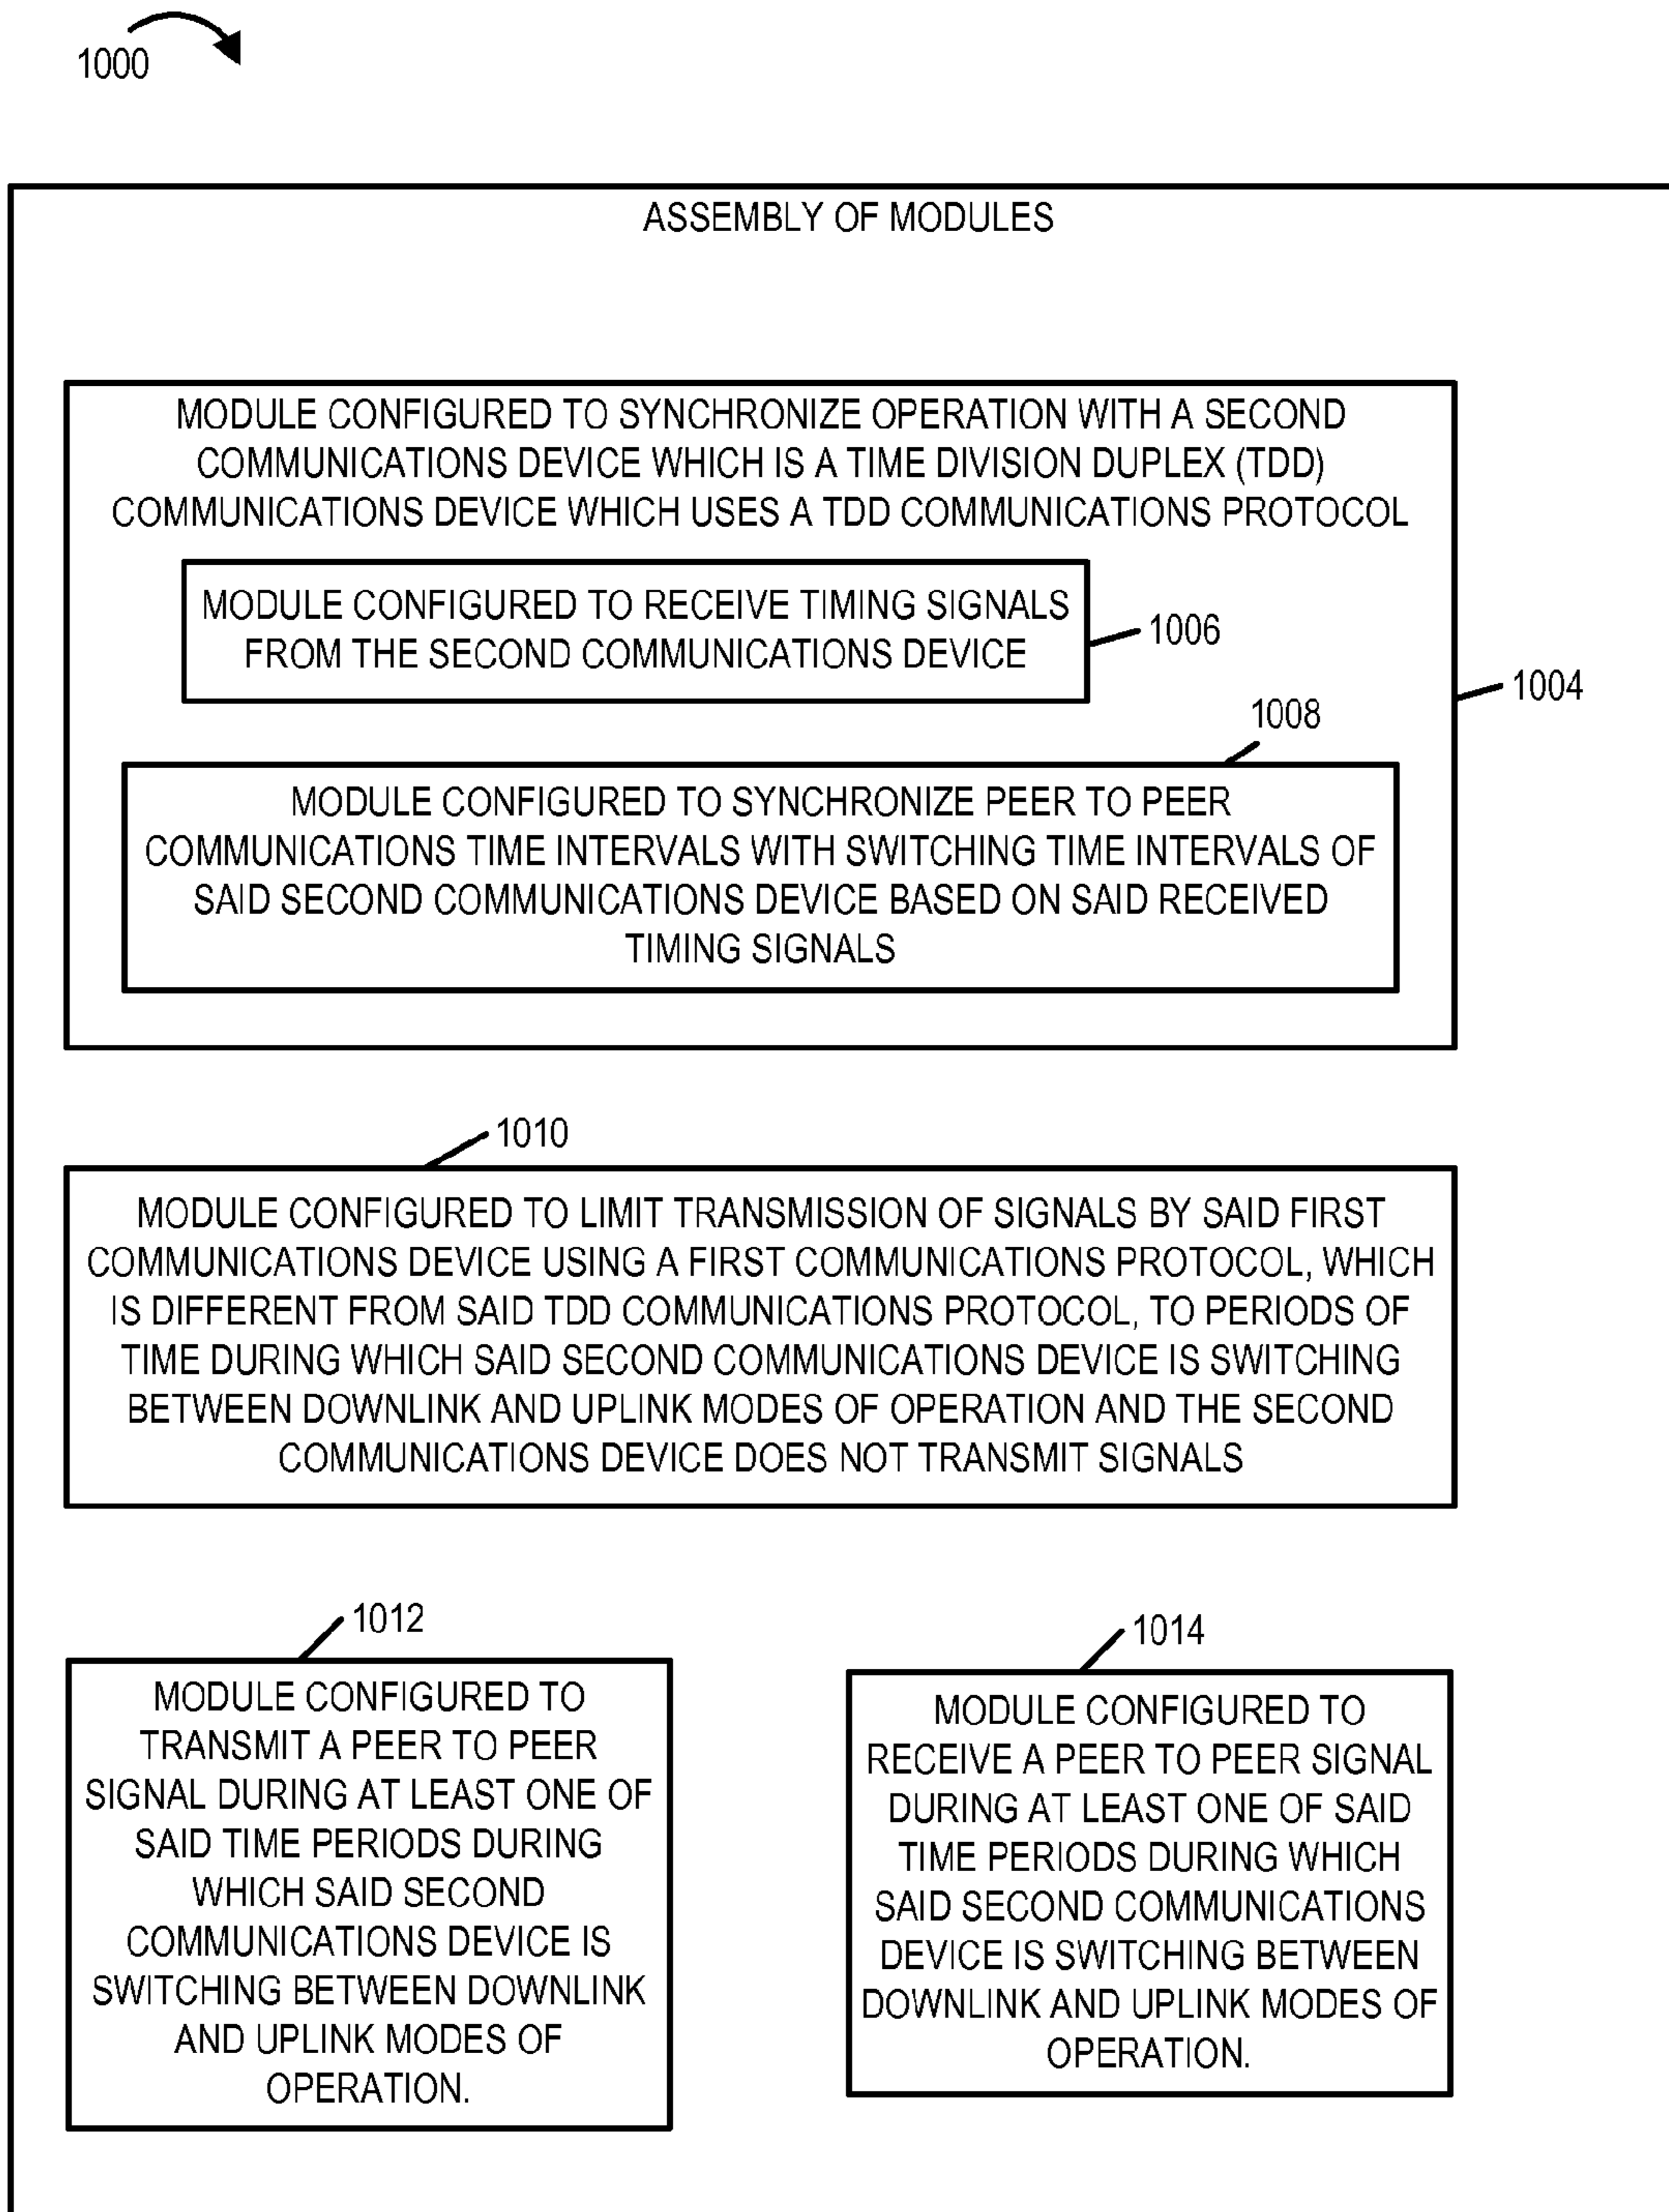 1000
ASSEMBLY OF MODULES
MODULE CONFIGURED TO SYNCHRONIZE OPERATION WITH A SECOND
COMMUNICATIONS DEVICE WHICH IS A TIME DIVISION DUPLEX (TDD)
COMMUNICATIONS DEVICE WHICH USES A TDD COMMUNICATIONS PROTOCOL
MODULE CONFIGURED TO RECEIVE TIMING SIGNALS
FROM THE SECOND COMMUNICATIONS DEVICE
1006
1004
1008
MODULE CONFIGURED TO SYNCHRONIZE PEER TO PEER
COMMUNICATIONS TIME INTERVALS WITH SWITCHING TIME INTERVALS OF
SAID SECOND COMMUNICATIONS DEVICE BASED ON SAID RECEIVED
TIMING SIGNALS
1010
MODULE CONFIGURED TO LIMIT TRANSMISSION OF SIGNALS BY SAID FIRST
COMMUNICATIONS DEVICE USING A FIRST COMMUNICATIONS PROTOCOL, WHICH
IS DIFFERENT FROM SAID TDD COMMUNICATIONS PROTOCOL, TO PERIODS OF
TIME DURING WHICH SAID SECOND COMMUNICATIONS DEVICE IS SWITCHING
BETWEEN DOWNLINK AND UPLINK MODES OF OPERATION AND THE SECOND
COMMUNICATIONS DEVICE DOES NOT TRANSMIT SIGNALS
1012
MODULE CONFIGURED TO
TRANSMIT A PEER TO PEER
SIGNAL DURING AT LEAST ONE OF
SAID TIME PERIODS DURING
WHICH SAID SECOND
COMMUNICATIONS DEVICE IS
SWITCHING BETWEEN DOWNLINK
AND UPLINK MODES OF
OPERATION.
1014
MODULE CONFIGURED TO
RECEIVE A PEER TO PEER SIGNAL
DURING AT LEAST ONE OF SAID
TIME PERIODS DURING WHICH
SAID SECOND COMMUNICATIONS
DEVICE IS SWITCHING BETWEEN
DOWNLINK AND UPLINK MODES OF
OPERATION.